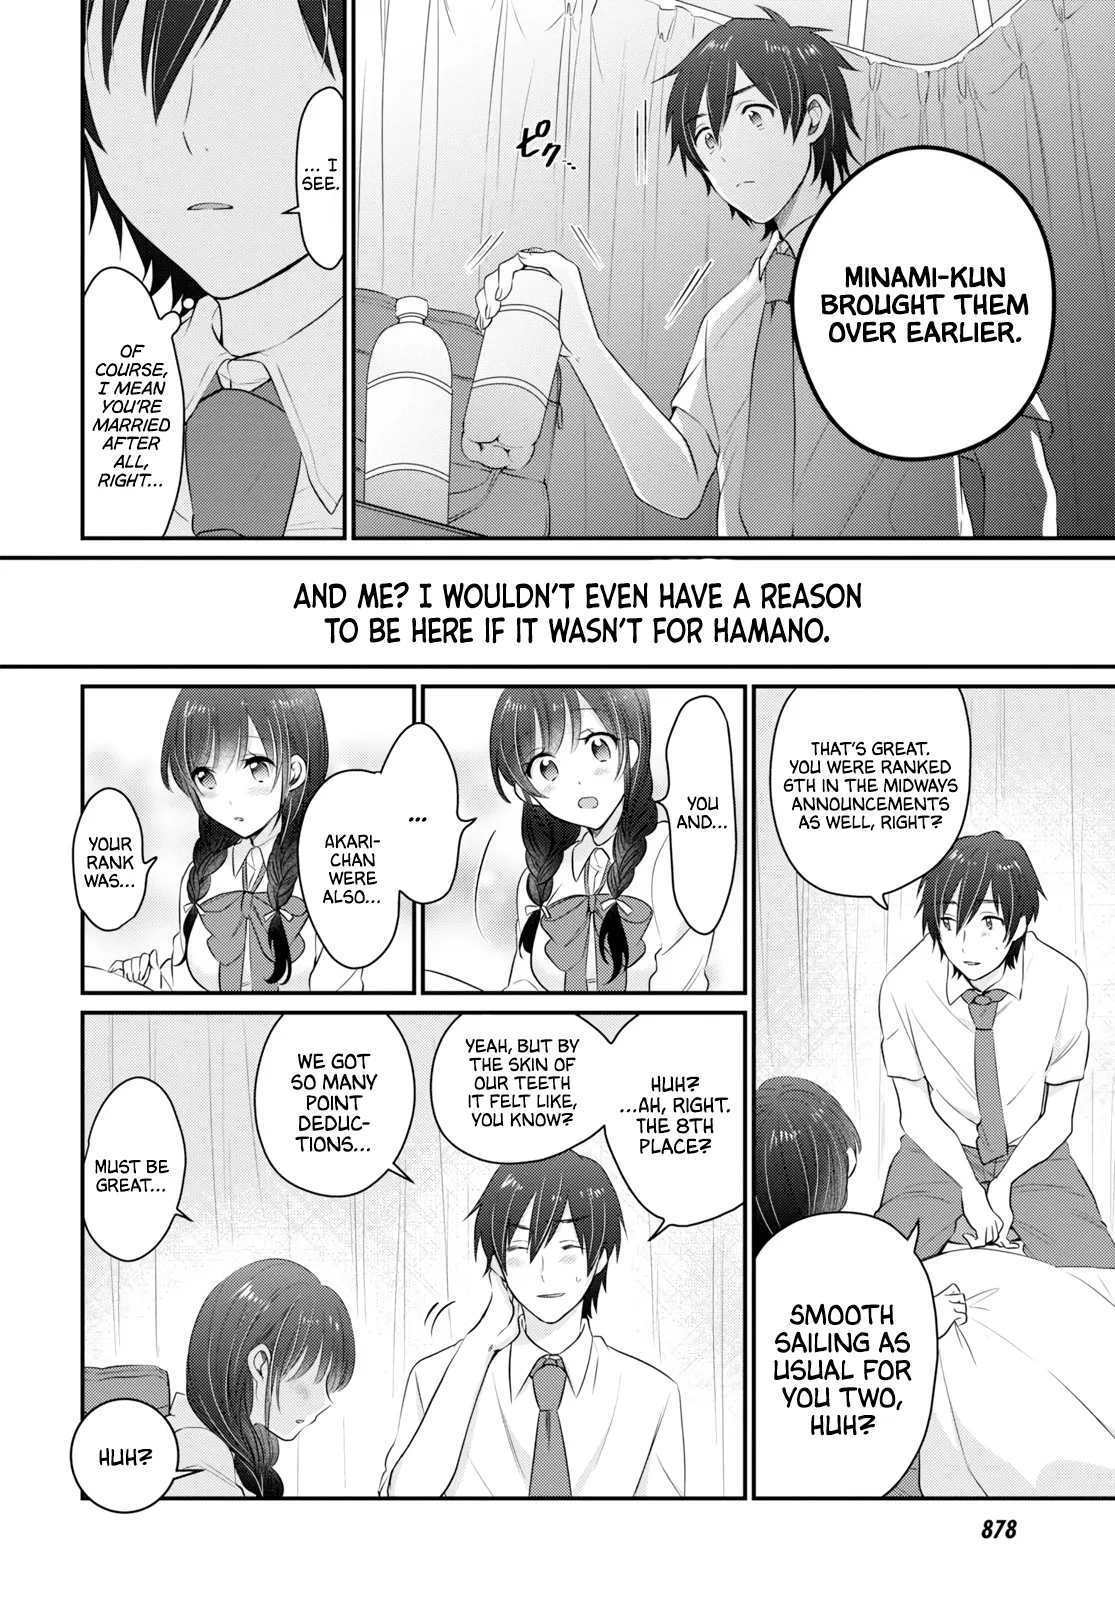 MINAMI-KUN
BROUGHT THEM
OVER EARLIER.
ピク…
... I
SEE.
OF
COURSE,
I MEAN
YOU'RE
MARRIED
AFTER
ALL,
RIGHT...
AND ME? I WOULDN'T EVEN HAVE A REASON
TO BE HERE IF IT WASN'T FOR HAMANO.
THAT'S GREAT.
YOU WERE RANKED
6TH IN THE MIDWAYS
ANNOUNCEMENTS
AS WELL, RIGHT?
SMOOTH
SAILING AS
USUAL FOR
YOU TWO,
HUH?
YOU
AND...
...
AKARI-
CHAN
WERE
ALSO...
YOUR
RANK
WAS...
HUH?
...AH, RIGHT.
THE 8TH
PLACE?
YEAH, BUT BY
THE SKIN OF
OUR TEETH
IT FELT LIKE,
YOU KNOW?
WE GOT
SO MANY
POINT
DEDUC-
TIONS...
MUST BE
GREAT...
HUH?
878